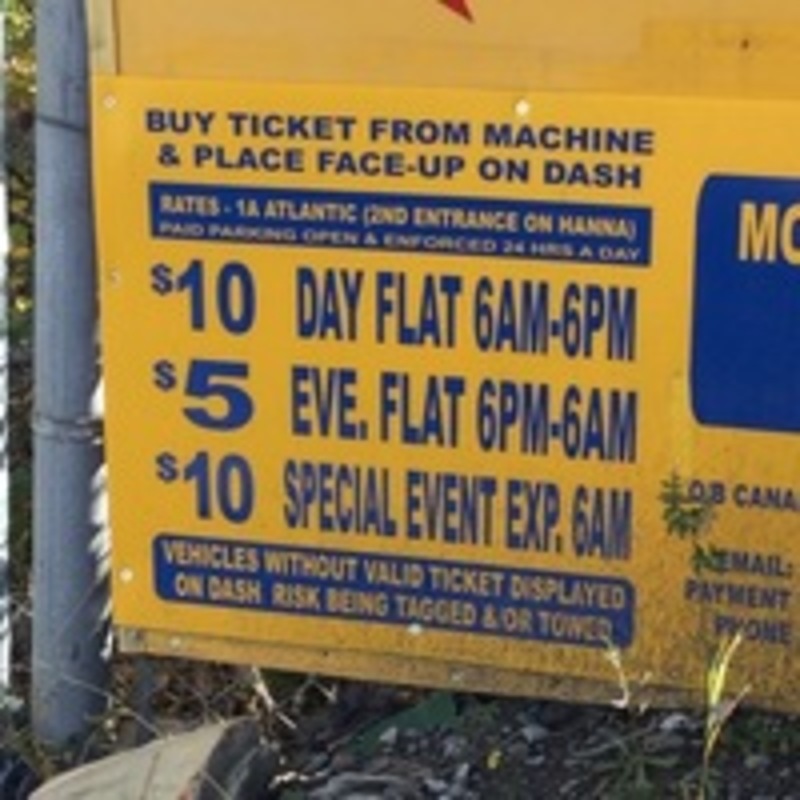 BUY TICKET FROM MACHINE
& PLACE FACE-UP ON DASH
RATES - 1A ATLANTIC (2ND ENTRANCE ON HANNA)
PAID PARKING OPEN & ENFORCED 24 HRS A DAY
$10 DAY FLAT 6AM-6PM
$5 EVE. FLAT 6PM-6AM
$10 SPECIAL EVENT EXP. 6AM
VEHICLES WITHOUT VALID TICKET DISPLAYED
ON DASH RISK BEING TAGGED &/OR TOWED
EMAIL:
PAYMENT
PHONE